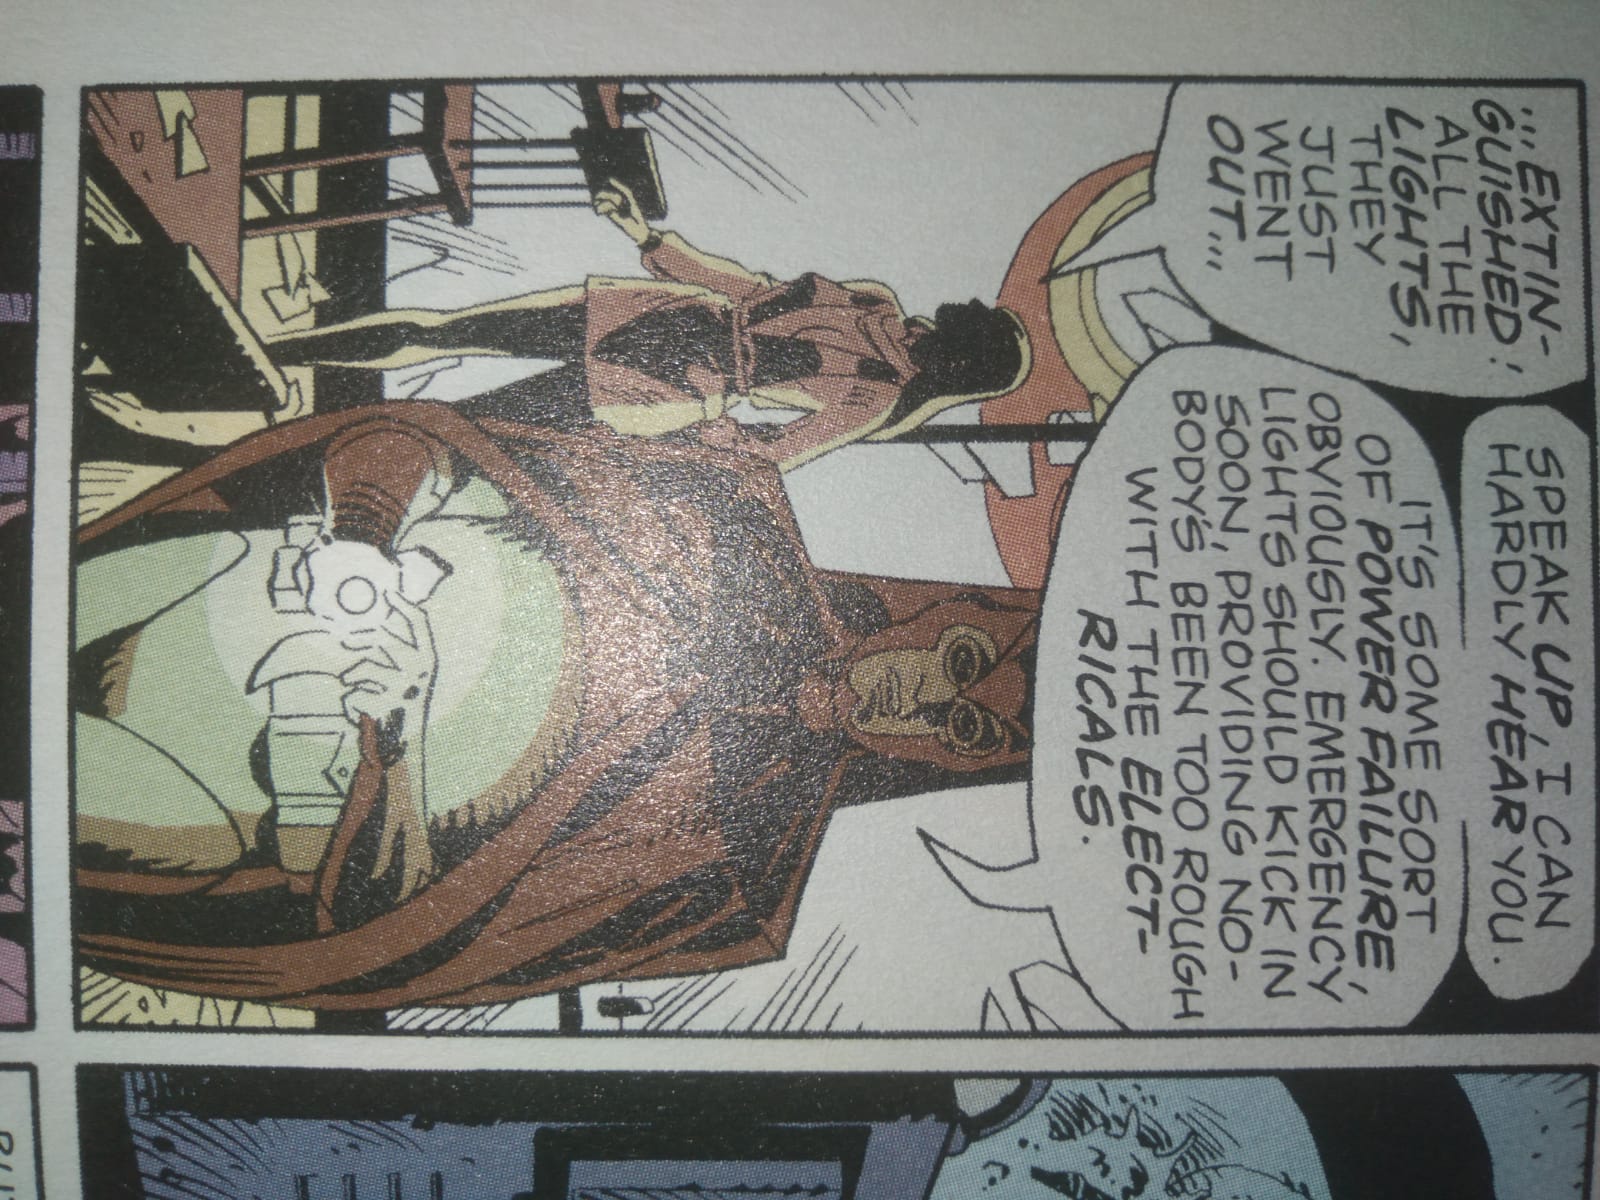 ...EXTIN-
GUISHED!
ALL THE
LIGHTS,
THEY
JUST
WENT
OUT...
SPEAK UP, I CAN
HARDLY HEAR YOU.
IT'S SOME SORT
OF POWER FAILURE,
OBVIOUSLY. EMERGENCY
LIGHTS SHOULD KICK IN
SOON, PROVIDING NO-
BODY'S BEEN TOO ROUGH
WITH THE ELECT-
RICALS.